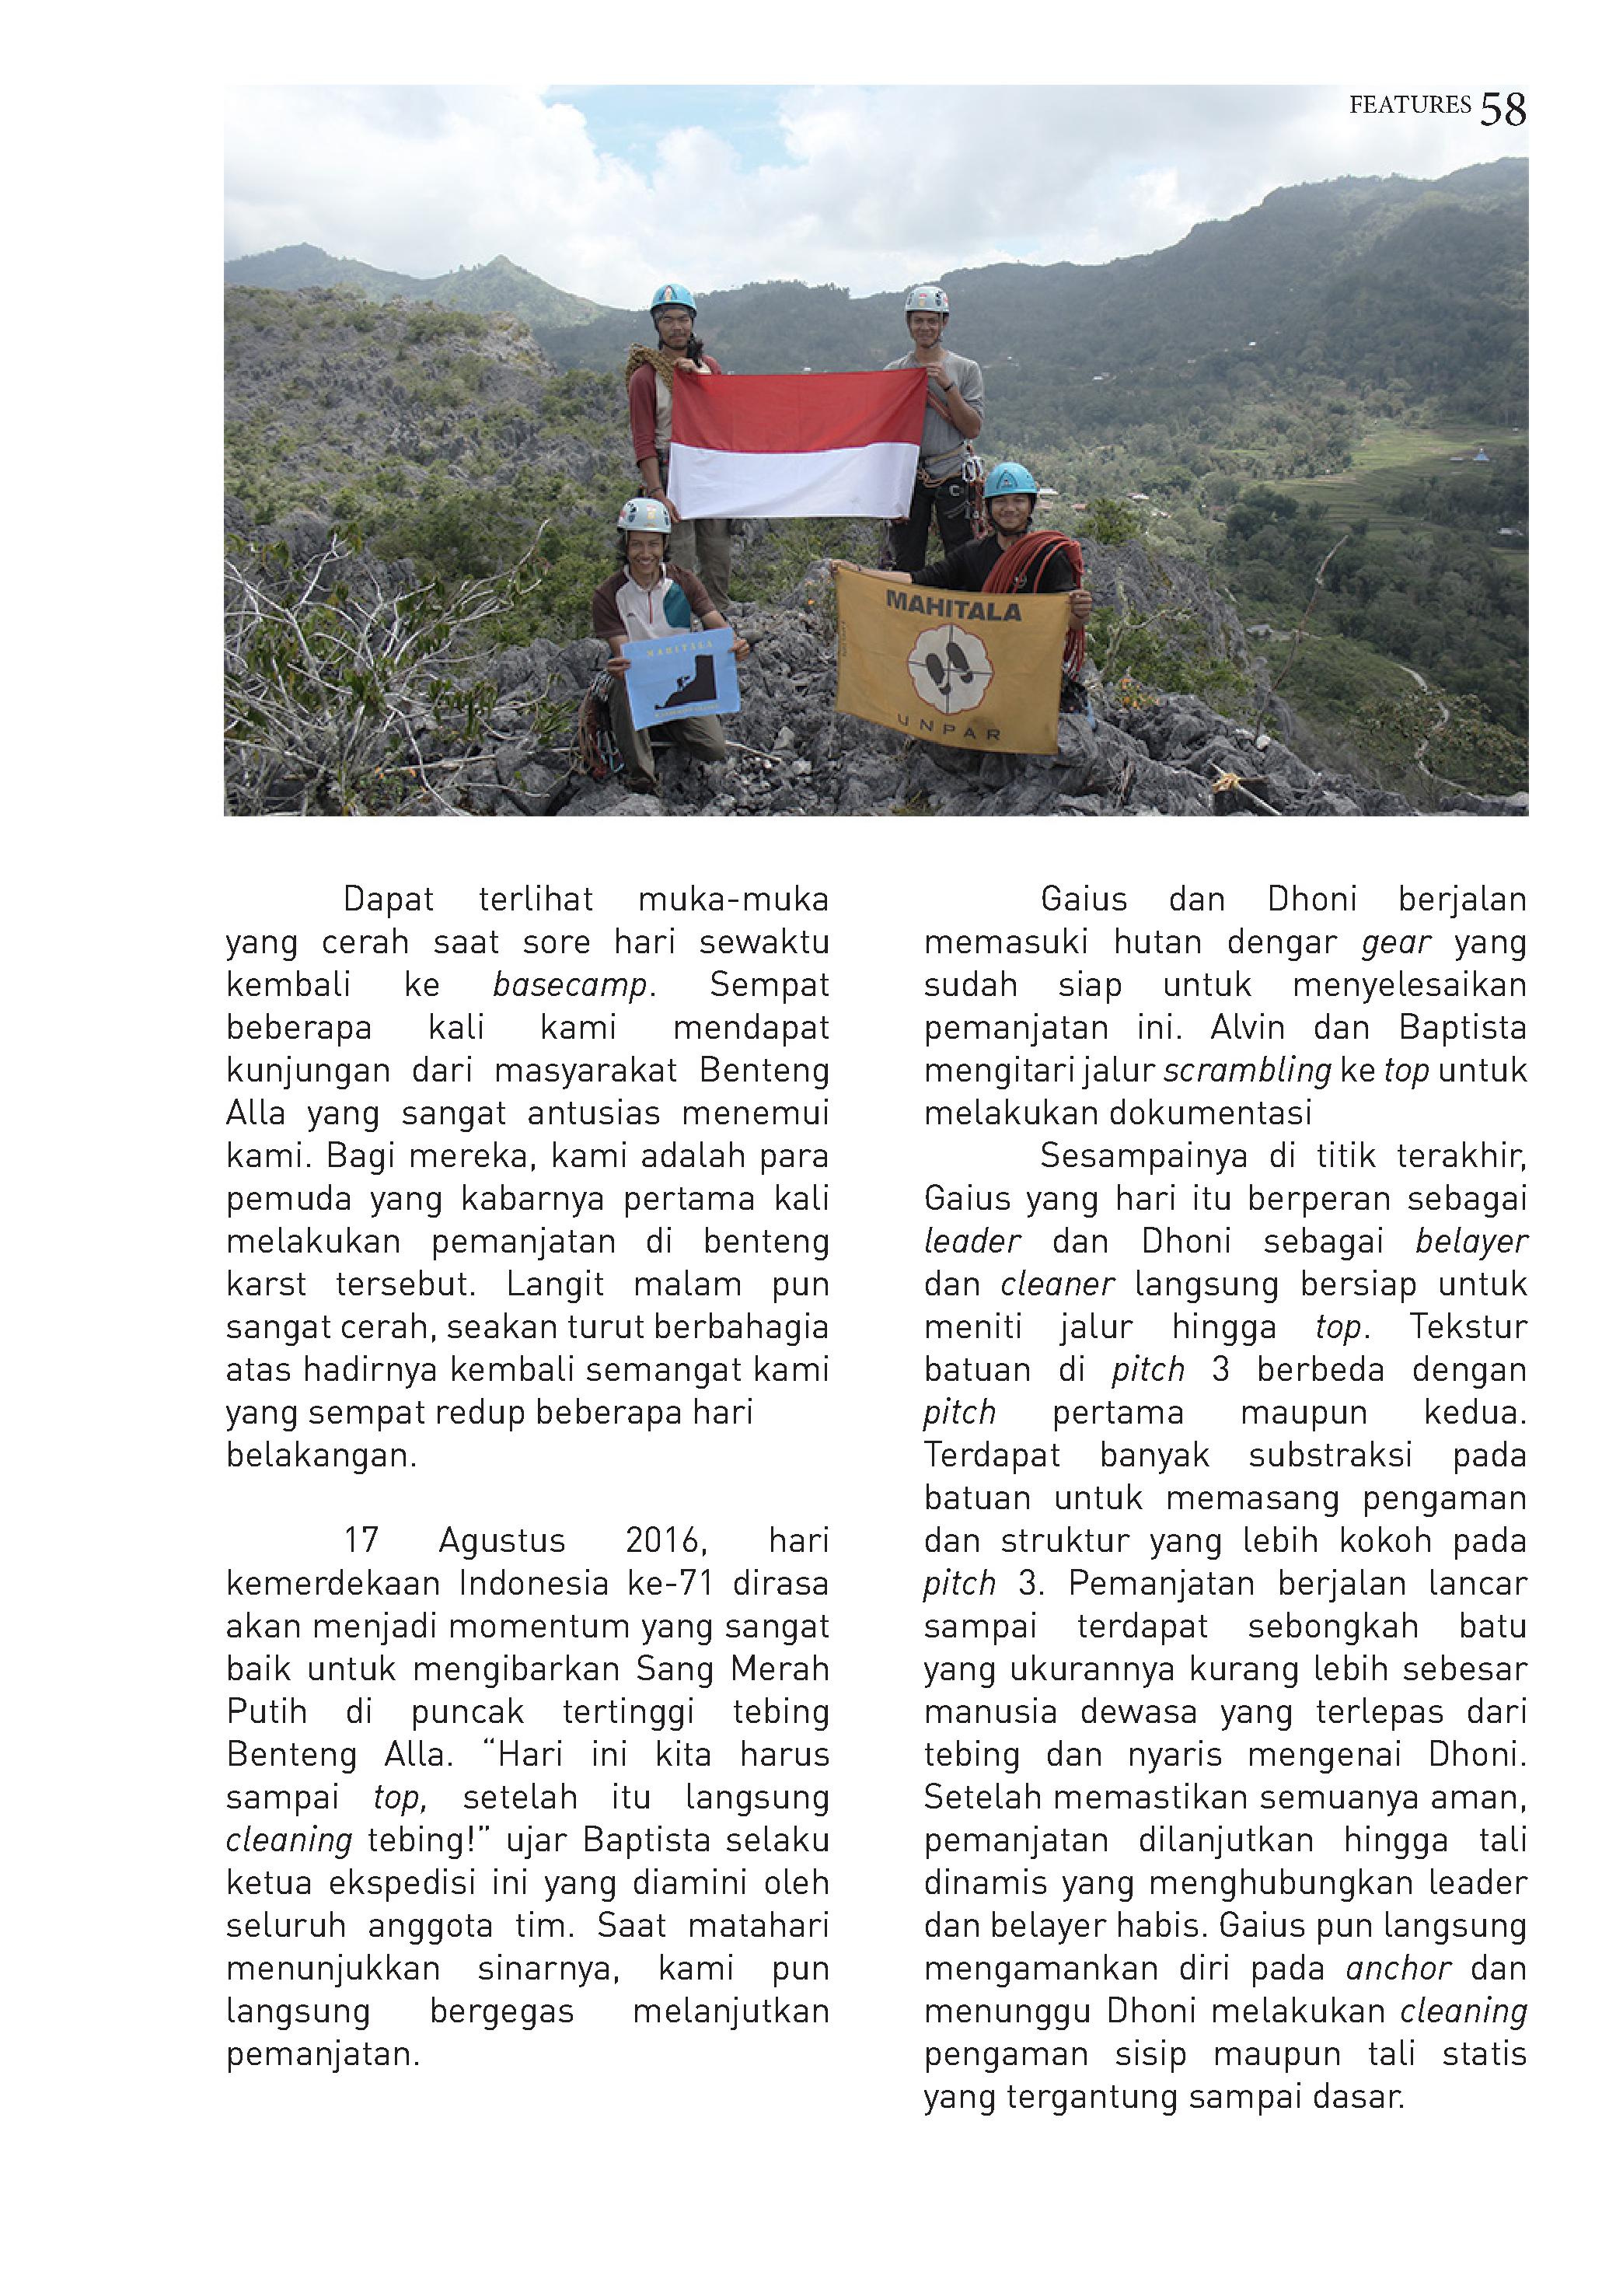 FEATURES 58
MAHITALA
UNPAR
MAHITALA
Dapat terlihat muka-muka
yang cerah saat sore hari sewaktu
kembali ke basecamp. Sempat
beberapa kali kami mendapat
kunjungan dari masyarakat Benteng
Alla yang sangat antusias menemui
kami. Bagi mereka, kami adalah para
pemuda yang kabarnya pertama kali
melakukan pemanjatan di benteng
karst tersebut. Langit malam pun
sangat cerah, seakan turut berbahagia
atas hadirnya kembali semangat kami
yang sempat redup beberapa hari
belakangan.
17 Agustus 2016, hari
kemerdekaan Indonesia ke-71 dirasa
akan menjadi momentum yang sangat
baik untuk mengibarkan Sang Merah
Putih di puncak tertinggi tebing
Benteng Alla. “Hari ini kita harus
sampai top, setelah itu langsung
cleaning tebing!” ujar Baptista selaku
ketua ekspedisi ini yang diamini oleh
seluruh anggota tim. Saat matahari
menunjukkan sinarnya, kami pun
langsung bergegas melanjutkan
pemanjatan.
Gaius dan Dhoni berjalan
memasuki hutan dengar gear yang
sudah siap untuk menyelesaikan
pemanjatan ini. Alvin dan Baptista
mengitari jalur scrambling ke top untuk
melakukan dokumentasi
Sesampainya di titik terakhir,
Gaius yang hari itu berperan sebagai
leader dan Dhoni sebagai belayer
dan cleaner langsung bersiap untuk
meniti jalur hingga top. Tekstur
batuan di pitch 3 berbeda dengan
pitch pertama maupun kedua.
Terdapat banyak substraksi pada
batuan untuk memasang pengaman
dan struktur yang lebih kokoh pada
pitch 3. Pemanjatan berjalan lancar
sampai terdapat sebongkah batu
yang ukurannya kurang lebih sebesar
manusia dewasa yang terlepas dari
tebing dan nyaris mengenai Dhoni.
Setelah memastikan semuanya aman,
pemanjatan dilanjutkan hingga tali
dinamis yang menghubungkan leader
dan belayer habis. Gaius pun langsung
mengamankan diri pada anchor dan
menunggu Dhoni melakukan cleaning
pengaman sisip maupun tali statis
yang tergantung sampai dasar.